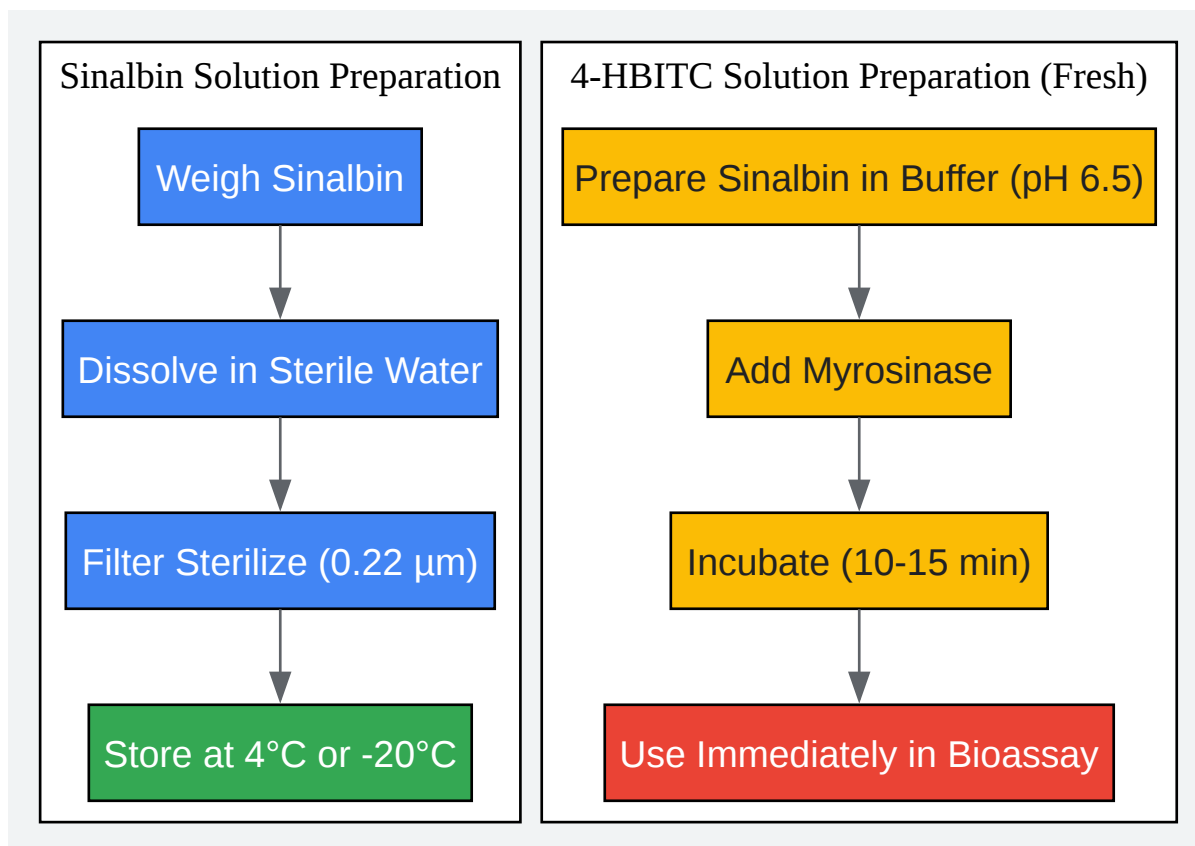 Sinalbin Solution Preparation
Weigh Sinalbin
Dissolve in Sterile Water
Filter Sterilize (0.22 µm)
Store at 4°C or -20°C
4-HBITC Solution Preparation (Fresh)
Prepare Sinalbin in Buffer (pH 6.5)
Add Myrosinase
Incubate (10-15 min)
Use Immediately in Bioassay